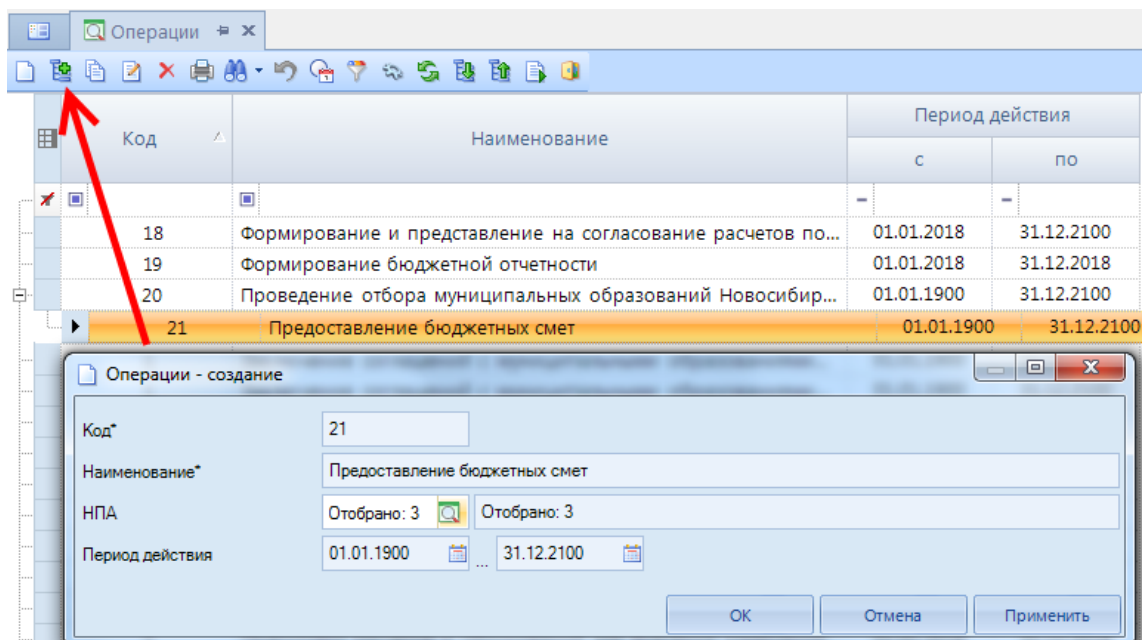 Операции
Период действия
Код
Наименование
с
по
18 Формирование и представление на согласование расчетов по... 01.01.2018 31.12.2100
19 Формирование бюджетной отчетности 01.01.2018 31.12.2018
20 Проведение отбора муниципальных образований Новосибир... 01.01.1900 31.12.2100
21 Предоставление бюджетных смет 01.01.1900 31.12.2100
Операции - создание
Код* 21
Наименование* Предоставление бюджетных смет
НПА Отобрано: 3 Отобрано: 3
Период действия 01.01.1900 ... 31.12.2100
ОК Отмена Применить